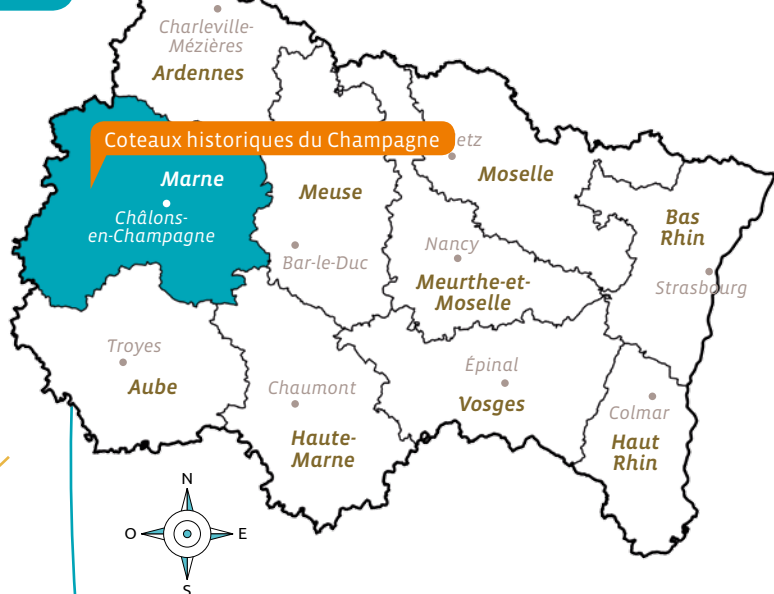 Charleville-
Mézières
Ardennes
Coteaux historiques du Champagne
etz
Marne
Châlons-
en-Champagne
Meuse
Bar-le-Duc
Moselle
Nancy
Meurthe-et-
Moselle
Bas
Rhin
Strasbourg
Troyes
Aube
Chaumont
Haute-
Marne
Épinal
Vosges
Colmar
Haut
Rhin
N
O
E
S